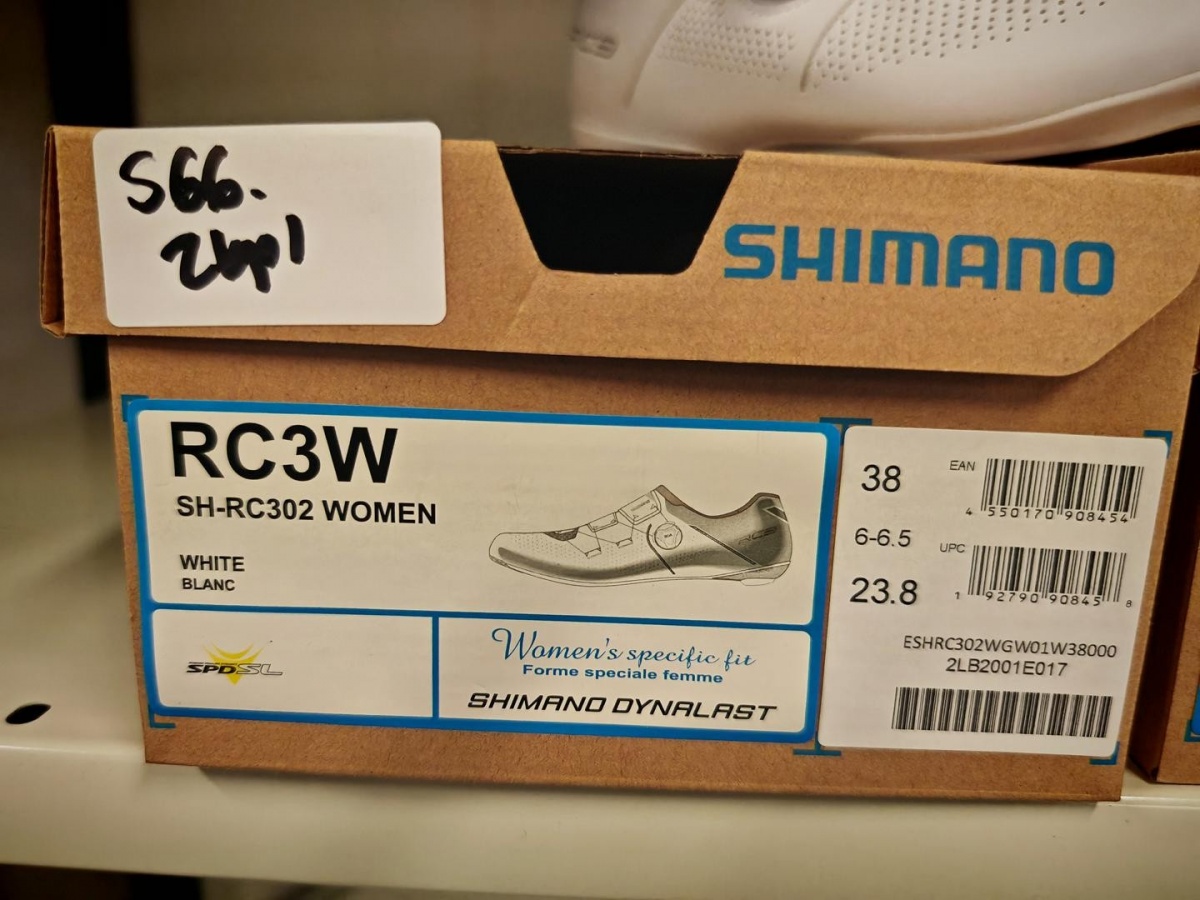 S66.
2kpl
SHIMANO
RC3W
SH-RC302 WOMEN
WHITE
BLANC
SPD-SL
Women's specific fit
Forme speciale femme
SHIMANO DYNALAST
38
6-6.5
23.8
EAN
4 550170 908454
UPC
1 92790 90845 8
ESHRC302WGW01W38000
2LB2001E017